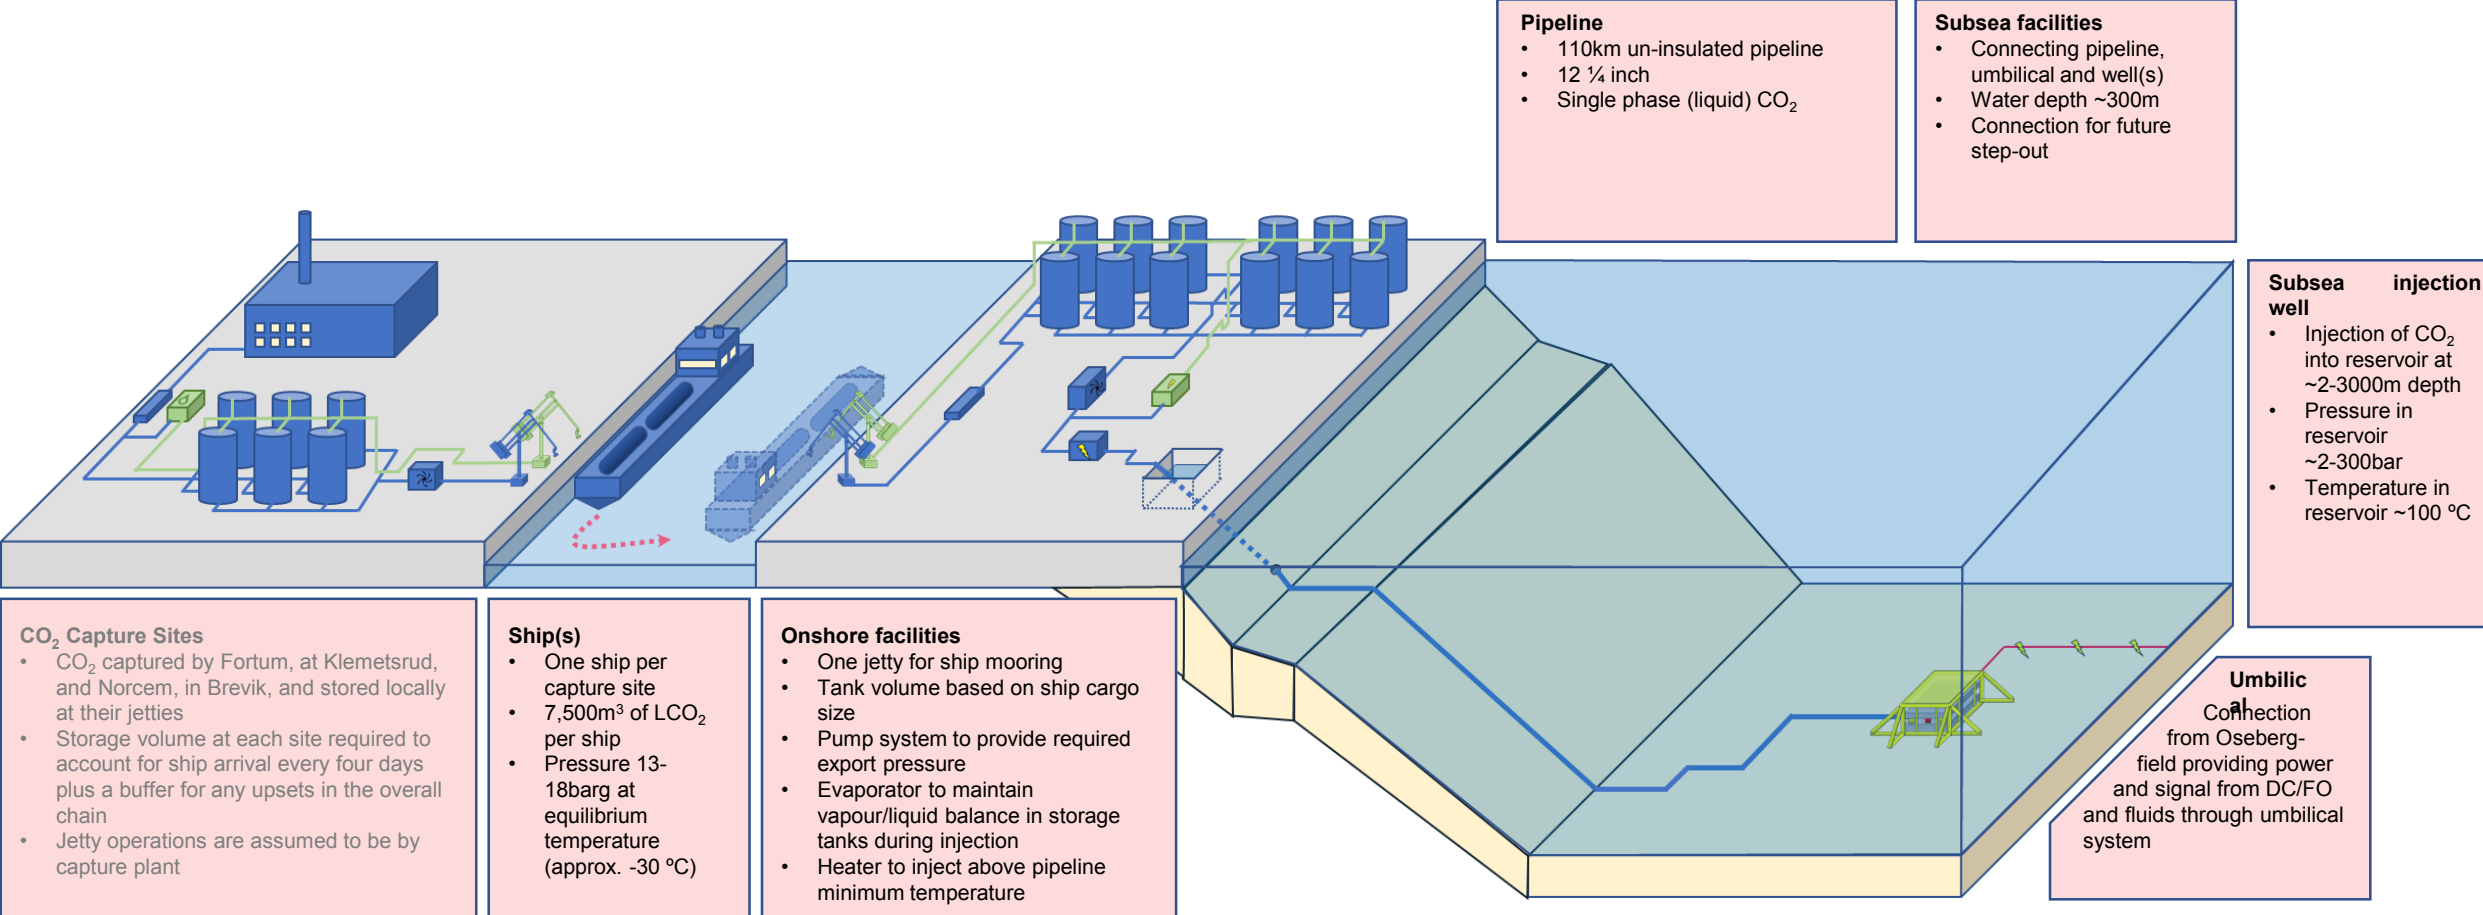 Pipeline
• 110km un-insulated pipeline
• 12 ¼ inch
• Single phase (liquid) CO₂
Subsea facilities
• Connecting pipeline,
umbilical and well(s)
• Water depth ~300m
• Connection for future
step-out
Subsea injection
well
• Injection of CO₂
into reservoir at
~2-3000m depth
• Pressure in
reservoir
~2-300bar
• Temperature in
reservoir ~100 ºC
CO₂ Capture Sites
• CO₂ captured by Fortum, at Klemetsrud,
and Norcem, in Brevik, and stored locally
at their jetties
• Storage volume at each site required to
account for ship arrival every four days
plus a buffer for any upsets in the overall
chain
• Jetty operations are assumed to be by
capture plant
Ship(s)
• One ship per
capture site
• 7,500m³ of LCO₂
per ship
• Pressure 13-
18barg at
equilibrium
temperature
(approx. -30 ºC)
Onshore facilities
• One jetty for ship mooring
• Tank volume based on ship cargo
size
• Pump system to provide required
export pressure
• Evaporator to maintain
vapour/liquid balance in storage
tanks during injection
• Heater to inject above pipeline
minimum temperature
Umbilic
al
Connection
from Oseberg-
field providing power
and signal from DC/FO
and fluids through umbilical
system